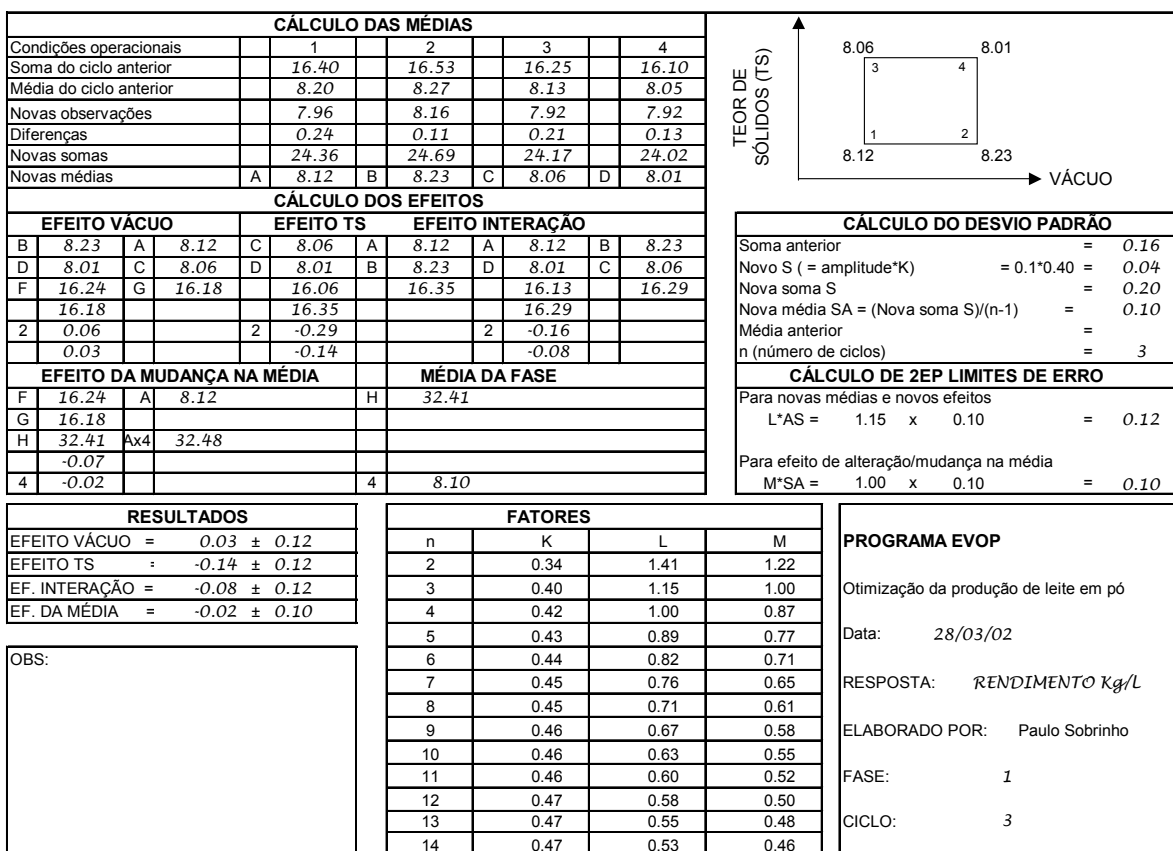 CÁLCULO DAS MÉDIAS
Condições operacionais 1 2 3 4
Soma do ciclo anterior 16.40 16.53 16.25 16.10
Média do ciclo anterior 8.20 8.27 8.13 8.05
Novas observações 7.96 8.16 7.92 7.92
Diferenças 0.24 0.11 0.21 0.13
Novas somas 24.36 24.69 24.17 24.02
Novas médias A 8.12 B 8.23 C 8.06 D 8.01
CÁLCULO DOS EFEITOS
EFEITO VÁCUO EFEITO TS EFEITO INTERAÇÃO
B 8.23 A 8.12 C 8.06 A 8.12 A 8.12 B 8.23
D 8.01 C 8.06 D 8.01 B 8.23 D 8.01 C 8.06
F 16.24 G 16.18 16.06 16.35 16.13 16.29
16.18 16.35 16.29
2 0.06 2 -0.29 2 -0.16
0.03 -0.14 -0.08
EFEITO DA MUDANÇA NA MÉDIA MÉDIA DA FASE
F 16.24 A 8.12 H 32.41
G 16.18
H 32.41 Ax4 32.48
-0.07
4 -0.02 4 8.10
TEOR DE
SÓLIDOS (TS)
8.06 8.01
3 4
1 2
8.12 8.23
VÁCUO
CÁLCULO DO DESVIO PADRÃO
Soma anterior = 0.16
Novo S ( = amplitude*K) = 0.1*0.40 = 0.04
Nova soma S = 0.20
Nova média SA = (Nova soma S)/(n-1) = 0.10
Média anterior =
n (número de ciclos) = 3
CÁLCULO DE 2EP LIMITES DE ERRO
Para novas médias e novos efeitos
L*AS = 1.15 x 0.10 = 0.12
Para efeito de alteração/mudança na média
M*SA = 1.00 x 0.10 = 0.10
RESULTADOS
EFEITO VÁCUO = 0.03 ± 0.12
EFEITO TS : -0.14 ± 0.12
EF. INTERAÇÃO = -0.08 ± 0.12
EF. DA MÉDIA = -0.02 ± 0.10
OBS:
FATORES
n K L M
2 0.34 1.41 1.22
3 0.40 1.15 1.00
4 0.42 1.00 0.87
5 0.43 0.89 0.77
6 0.44 0.82 0.71
7 0.45 0.76 0.65
8 0.45 0.71 0.61
9 0.46 0.67 0.58
10 0.46 0.63 0.55
11 0.46 0.60 0.52
12 0.47 0.58 0.50
13 0.47 0.55 0.48
14 0.47 0.53 0.46
PROGRAMA EVOP
Otimização da produção de leite em pó
Data: 28/03/02
RESPOSTA: RENDIMENTO Kg/L
ELABORADO POR: Paulo Sobrinho
FASE: 1
CICLO: 3